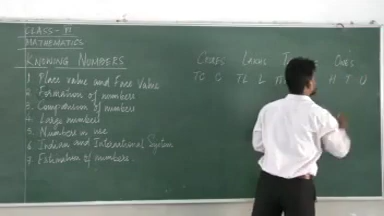 CLASS-VI
MATHEMATICS
KNOWING NUMBERS
1. Place value and Face Value
2. Formation of numbers
3. Comparison of numbers
4. Large numbers
5. Numbers in use
6. Indian and International System
7. Estimation of numbers.
CRORES LAKHS
TC C TL L H T U